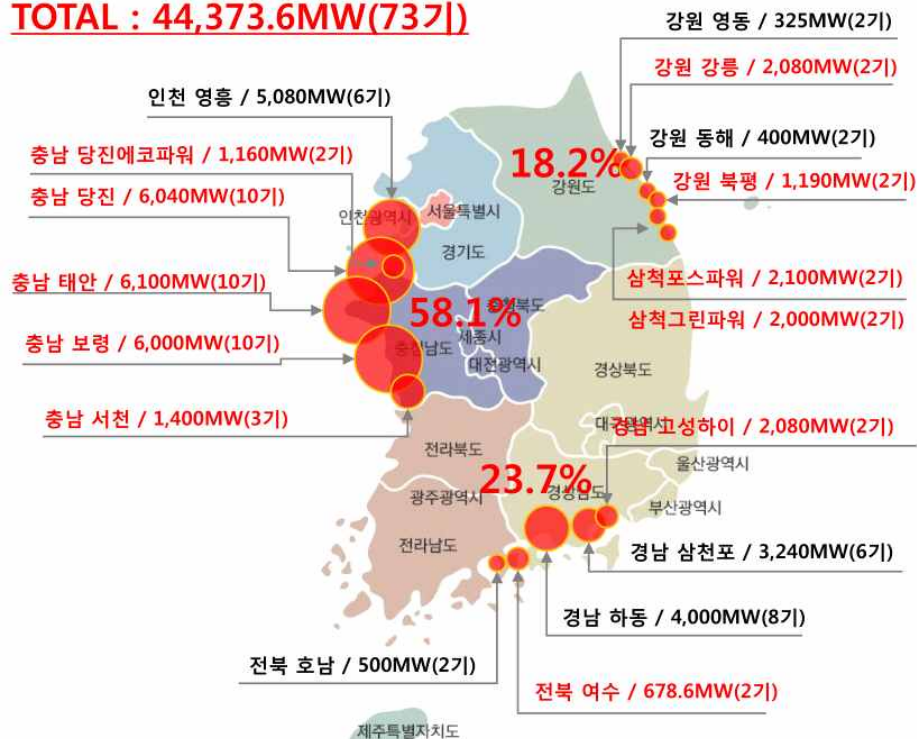 TOTAL : 44,373.6MW(73기)
강원 영동 / 325MW(2기)
강원 강릉 / 2,080MW(2기)
인천 영흥 / 5,080MW(6기)
강원 동해 / 400MW(2기)
충남 당진에코파워 / 1,160MW(2기)
18.2%
강원도
강원 북평 / 1,190MW(2기)
충남 당진 / 6,040MW(10기)
인천광역시
서울특별시
경기도
충남 태안 / 6,100MW(10기)
삼척포스파워 / 2,100MW(2기)
58.1%
충청북도
삼척그린파워 / 2,000MW(2기)
세종시
충남 보령 / 6,000MW(10기)
충청남도
대전광역시
경상북도
충남 서천 / 1,400MW(3기)
대구광역시
경남 고성하이 / 2,080MW(2기)
전라북도
울산광역시
23.7%
경상남도
광주광역시
부산광역시
전라남도
경남 삼천포 / 3,240MW(6기)
경남 하동 / 4,000MW(8기)
전북 호남 / 500MW(2기)
전북 여수 / 678.6MW(2기)
제주특별자치도